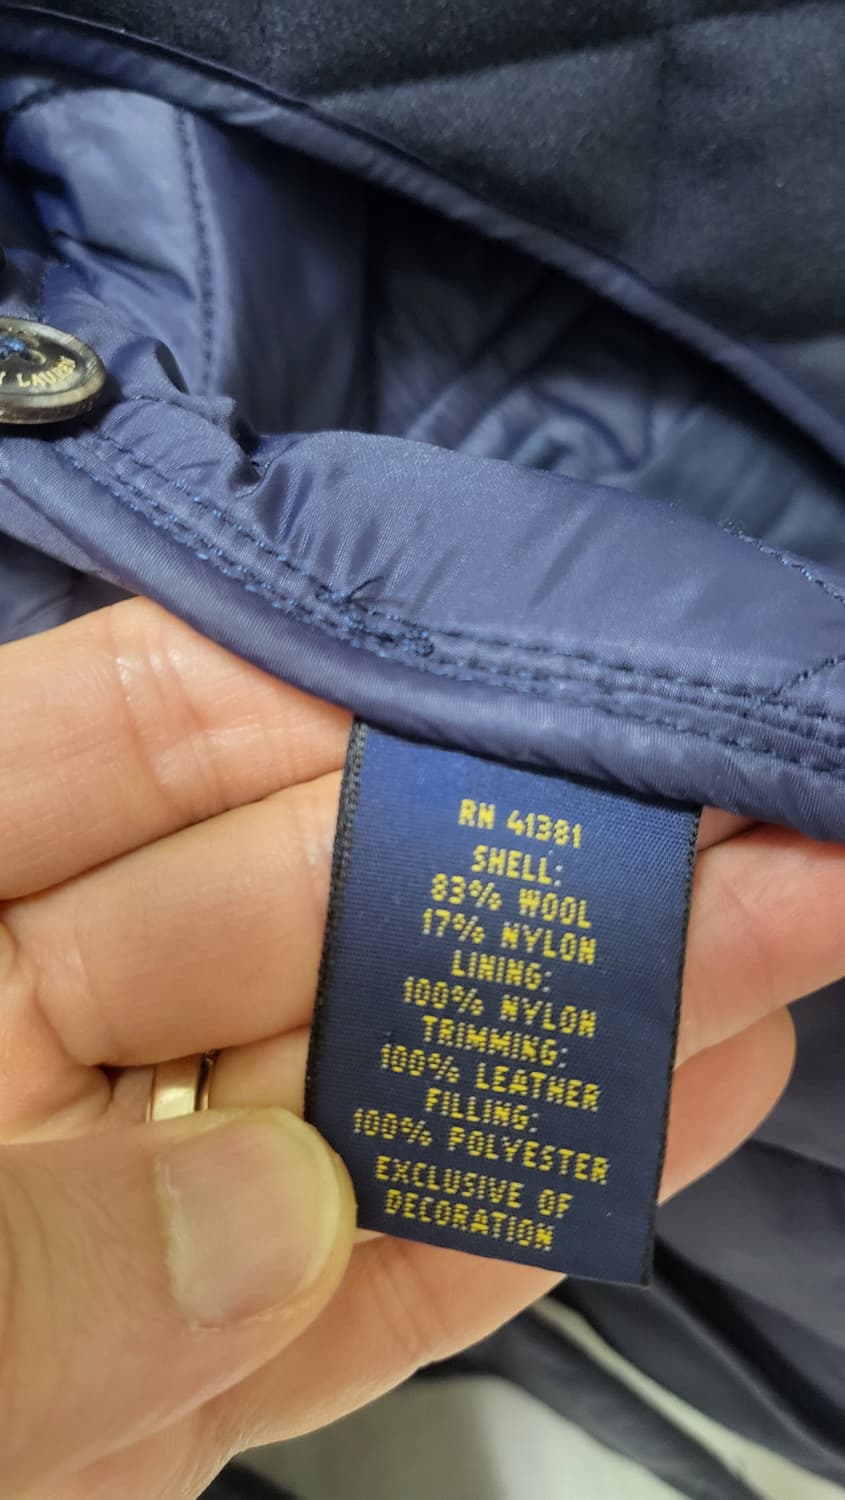 Y LAUREN
RN 41381
SHELL:
83% WOOL
17% NYLON
LINING:
100% NYLON
TRIMMING:
100% LEATHER
FILLING:
100% POLYESTER
EXCLUSIVE OF
DECORATION